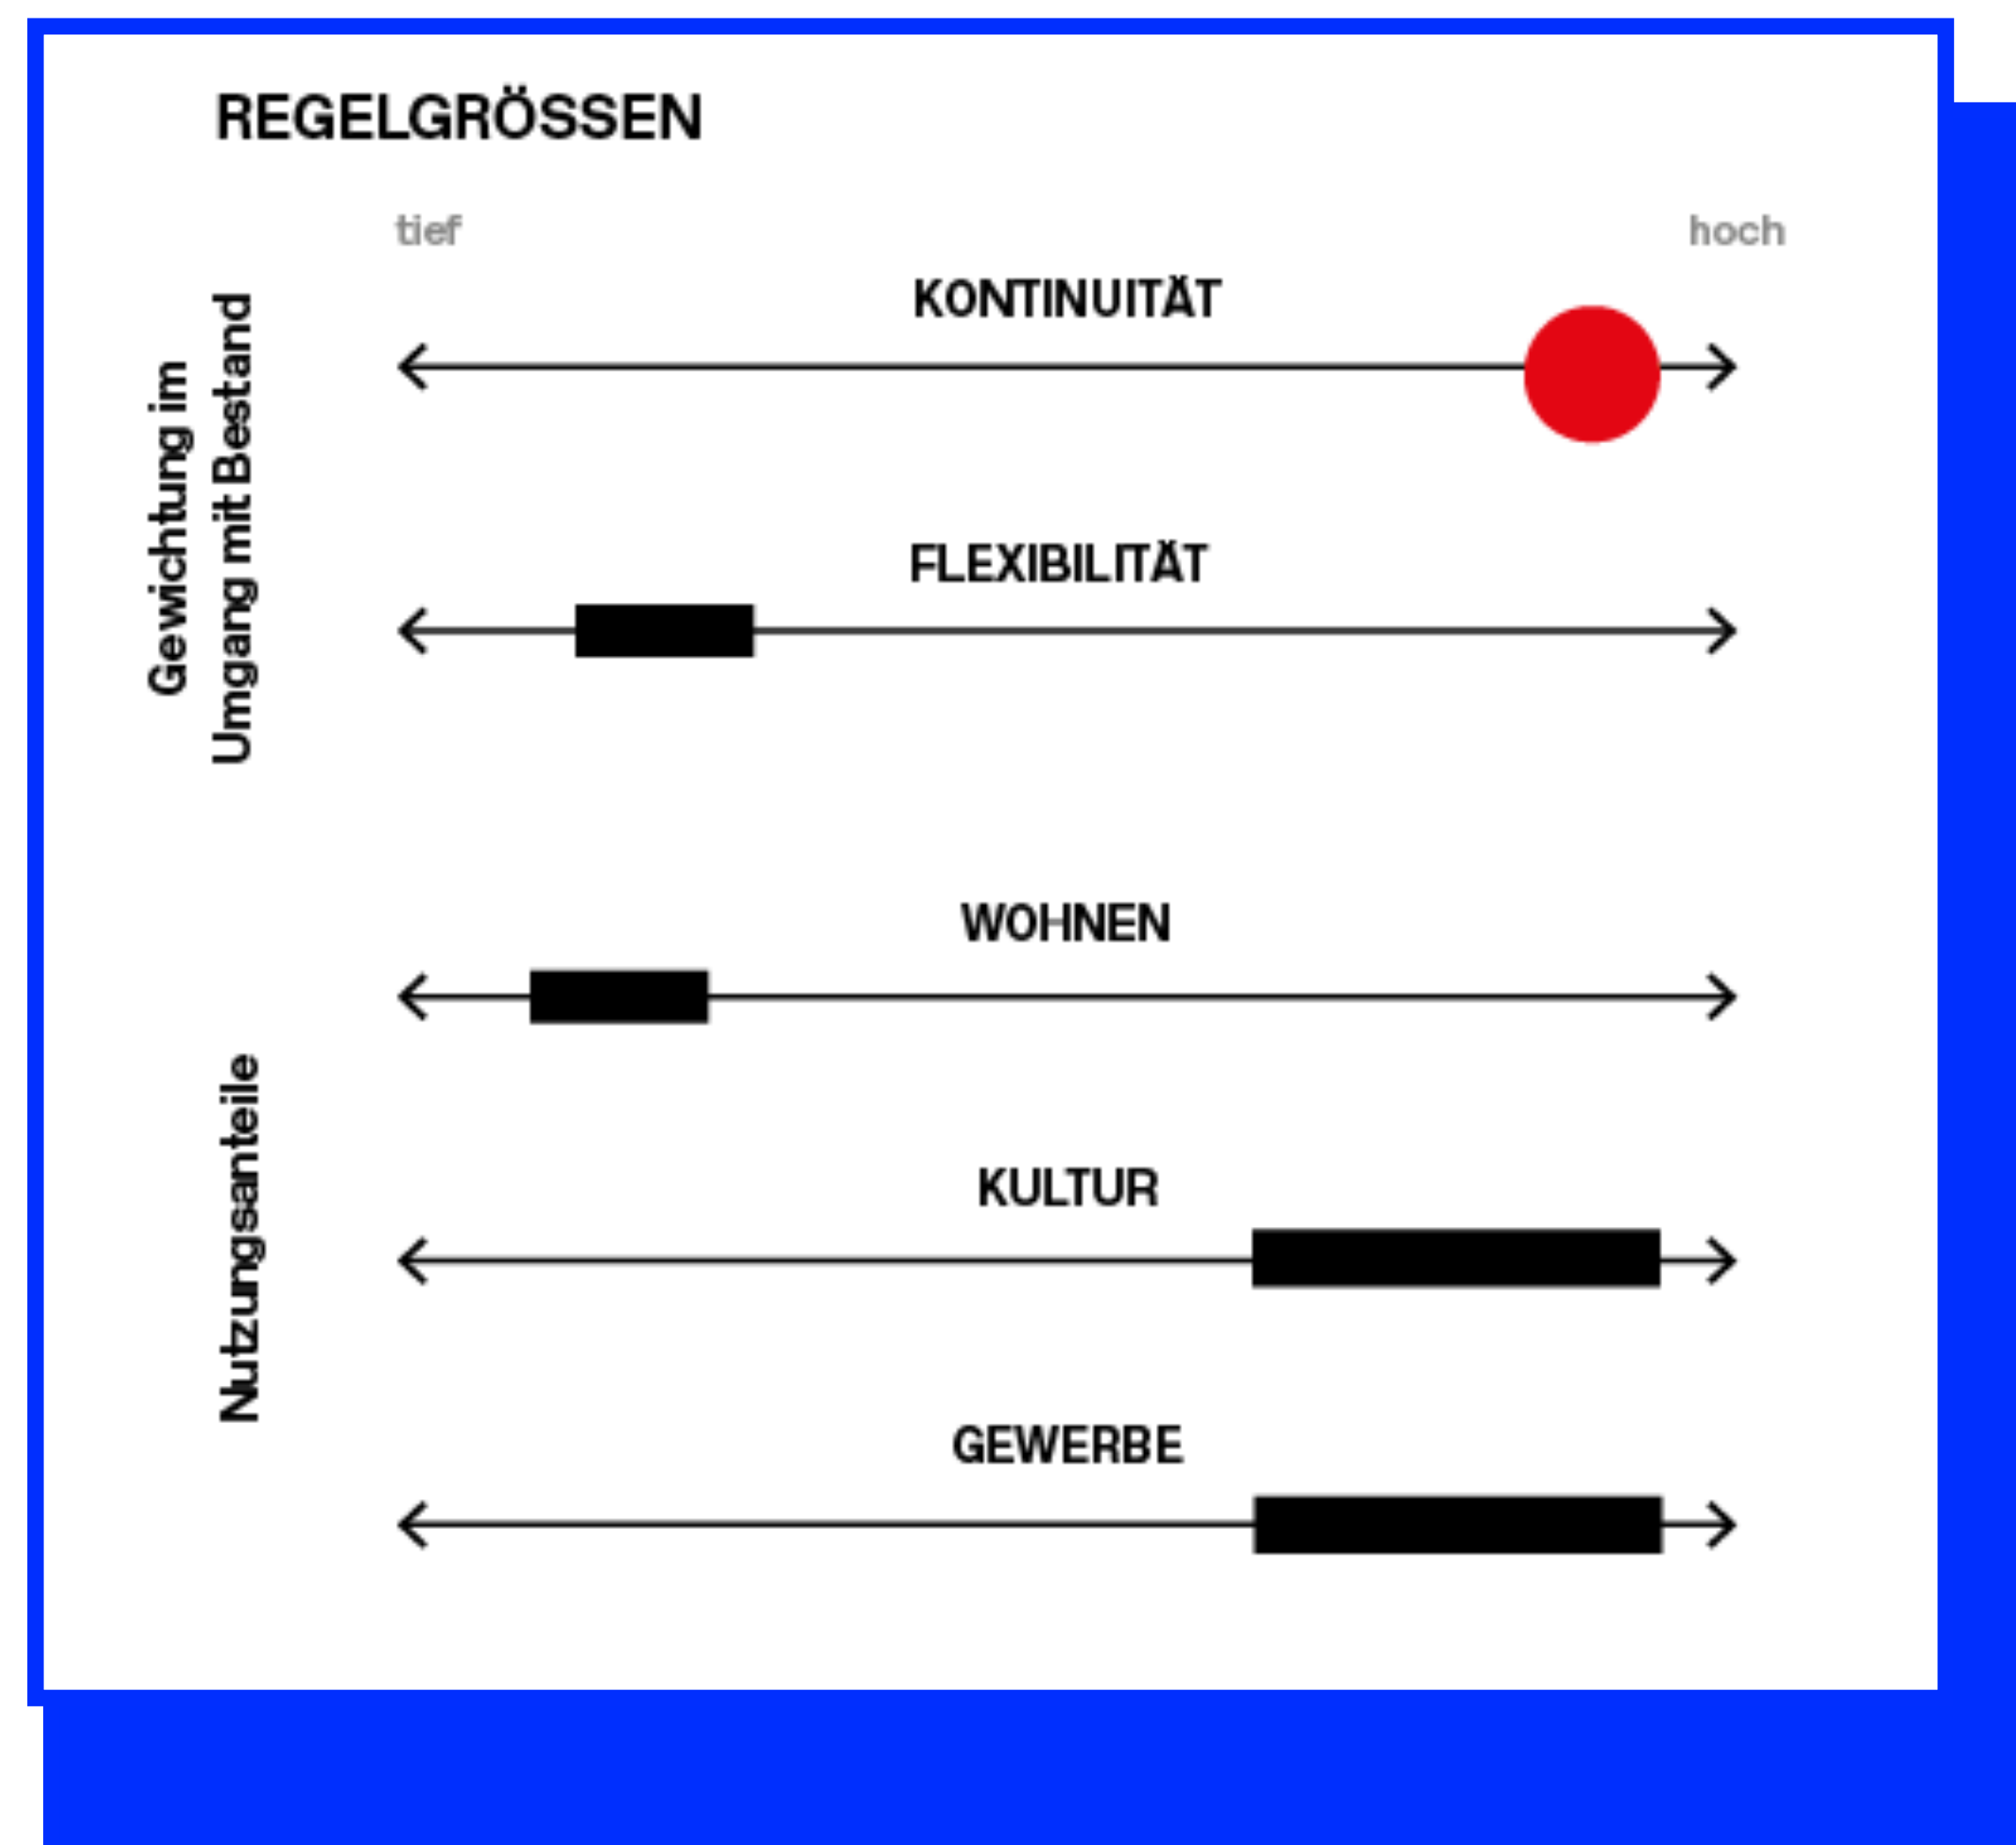 REGELGRÖSSEN
tief
hoch
Gewichtung im
Umgang mit Bestand
KONTINUITÄT
FLEXIBILITÄT
Nutzungsanteile
WOHNEN
KULTUR
GEWERBE